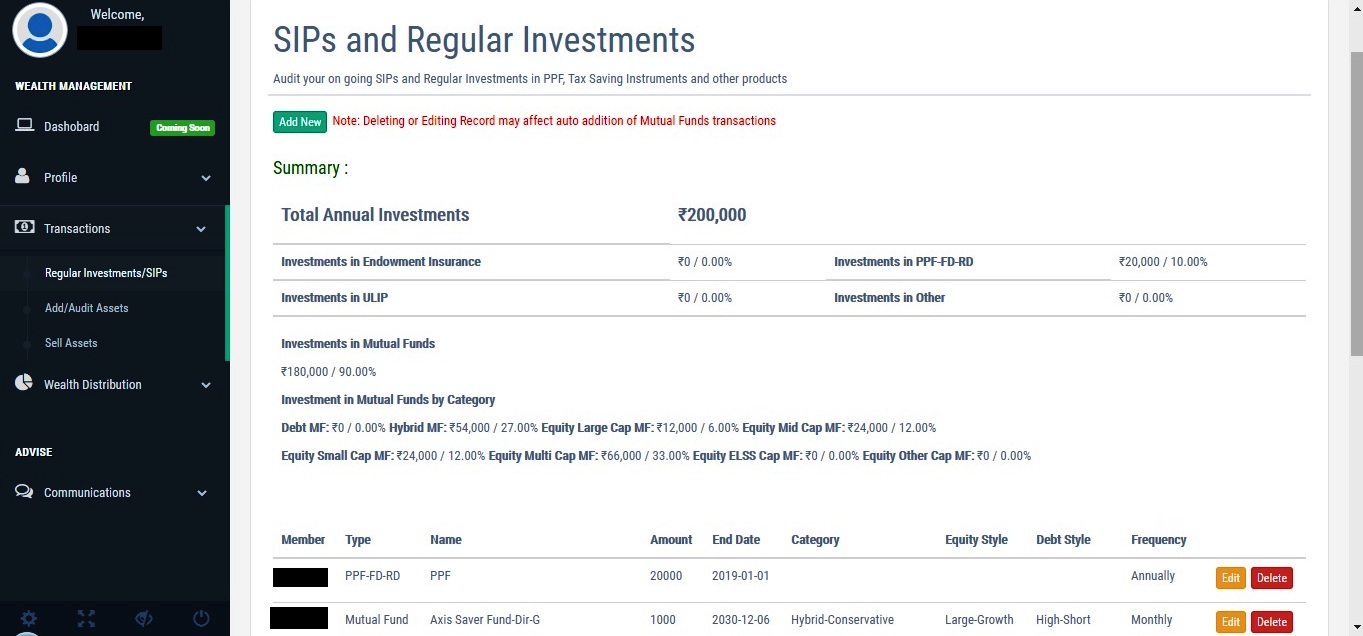 Welcome,
WEALTH MANAGEMENT
Dashobard
Coming Soon
Profile
Transactions
Regular Investments/SIPs
Add/Audit Assets
Sell Assets
Wealth Distribution
ADVISE
Communications
SIPs and Regular Investments
Audit your on going SIPs and Regular Investments in PPF, Tax Saving Instruments and other products
Add New Note: Deleting or Editing Record may affect auto addition of Mutual Funds transactions
Summary :
Total Annual Investments ₹200,000
Investments in Endowment Insurance ₹0 / 0.00% Investments in PPF-FD-RD ₹20,000 / 10.00%
Investments in ULIP ₹0 / 0.00% Investments in Other ₹0 / 0.00%
Investments in Mutual Funds
₹180,000 / 90.00%
Investment in Mutual Funds by Category
Debt MF: ₹0 / 0.00% Hybrid MF: ₹54,000 / 27.00% Equity Large Cap MF: ₹12,000 / 6.00% Equity Mid Cap MF: ₹24,000 / 12.00%
Equity Small Cap MF: ₹24,000 / 12.00% Equity Multi Cap MF: ₹66,000 / 33.00% Equity ELSS Cap MF: ₹0 / 0.00% Equity Other Cap MF: ₹0 / 0.00%
Member Type Name Amount End Date Category Equity Style Debt Style Frequency
PPF-FD-RD PPF 20000 2019-01-01 Annually Edit Delete
Mutual Fund Axis Saver Fund-Dir-G 1000 2030-12-06 Hybrid-Conservative Large-Growth High-Short Monthly Edit Delete